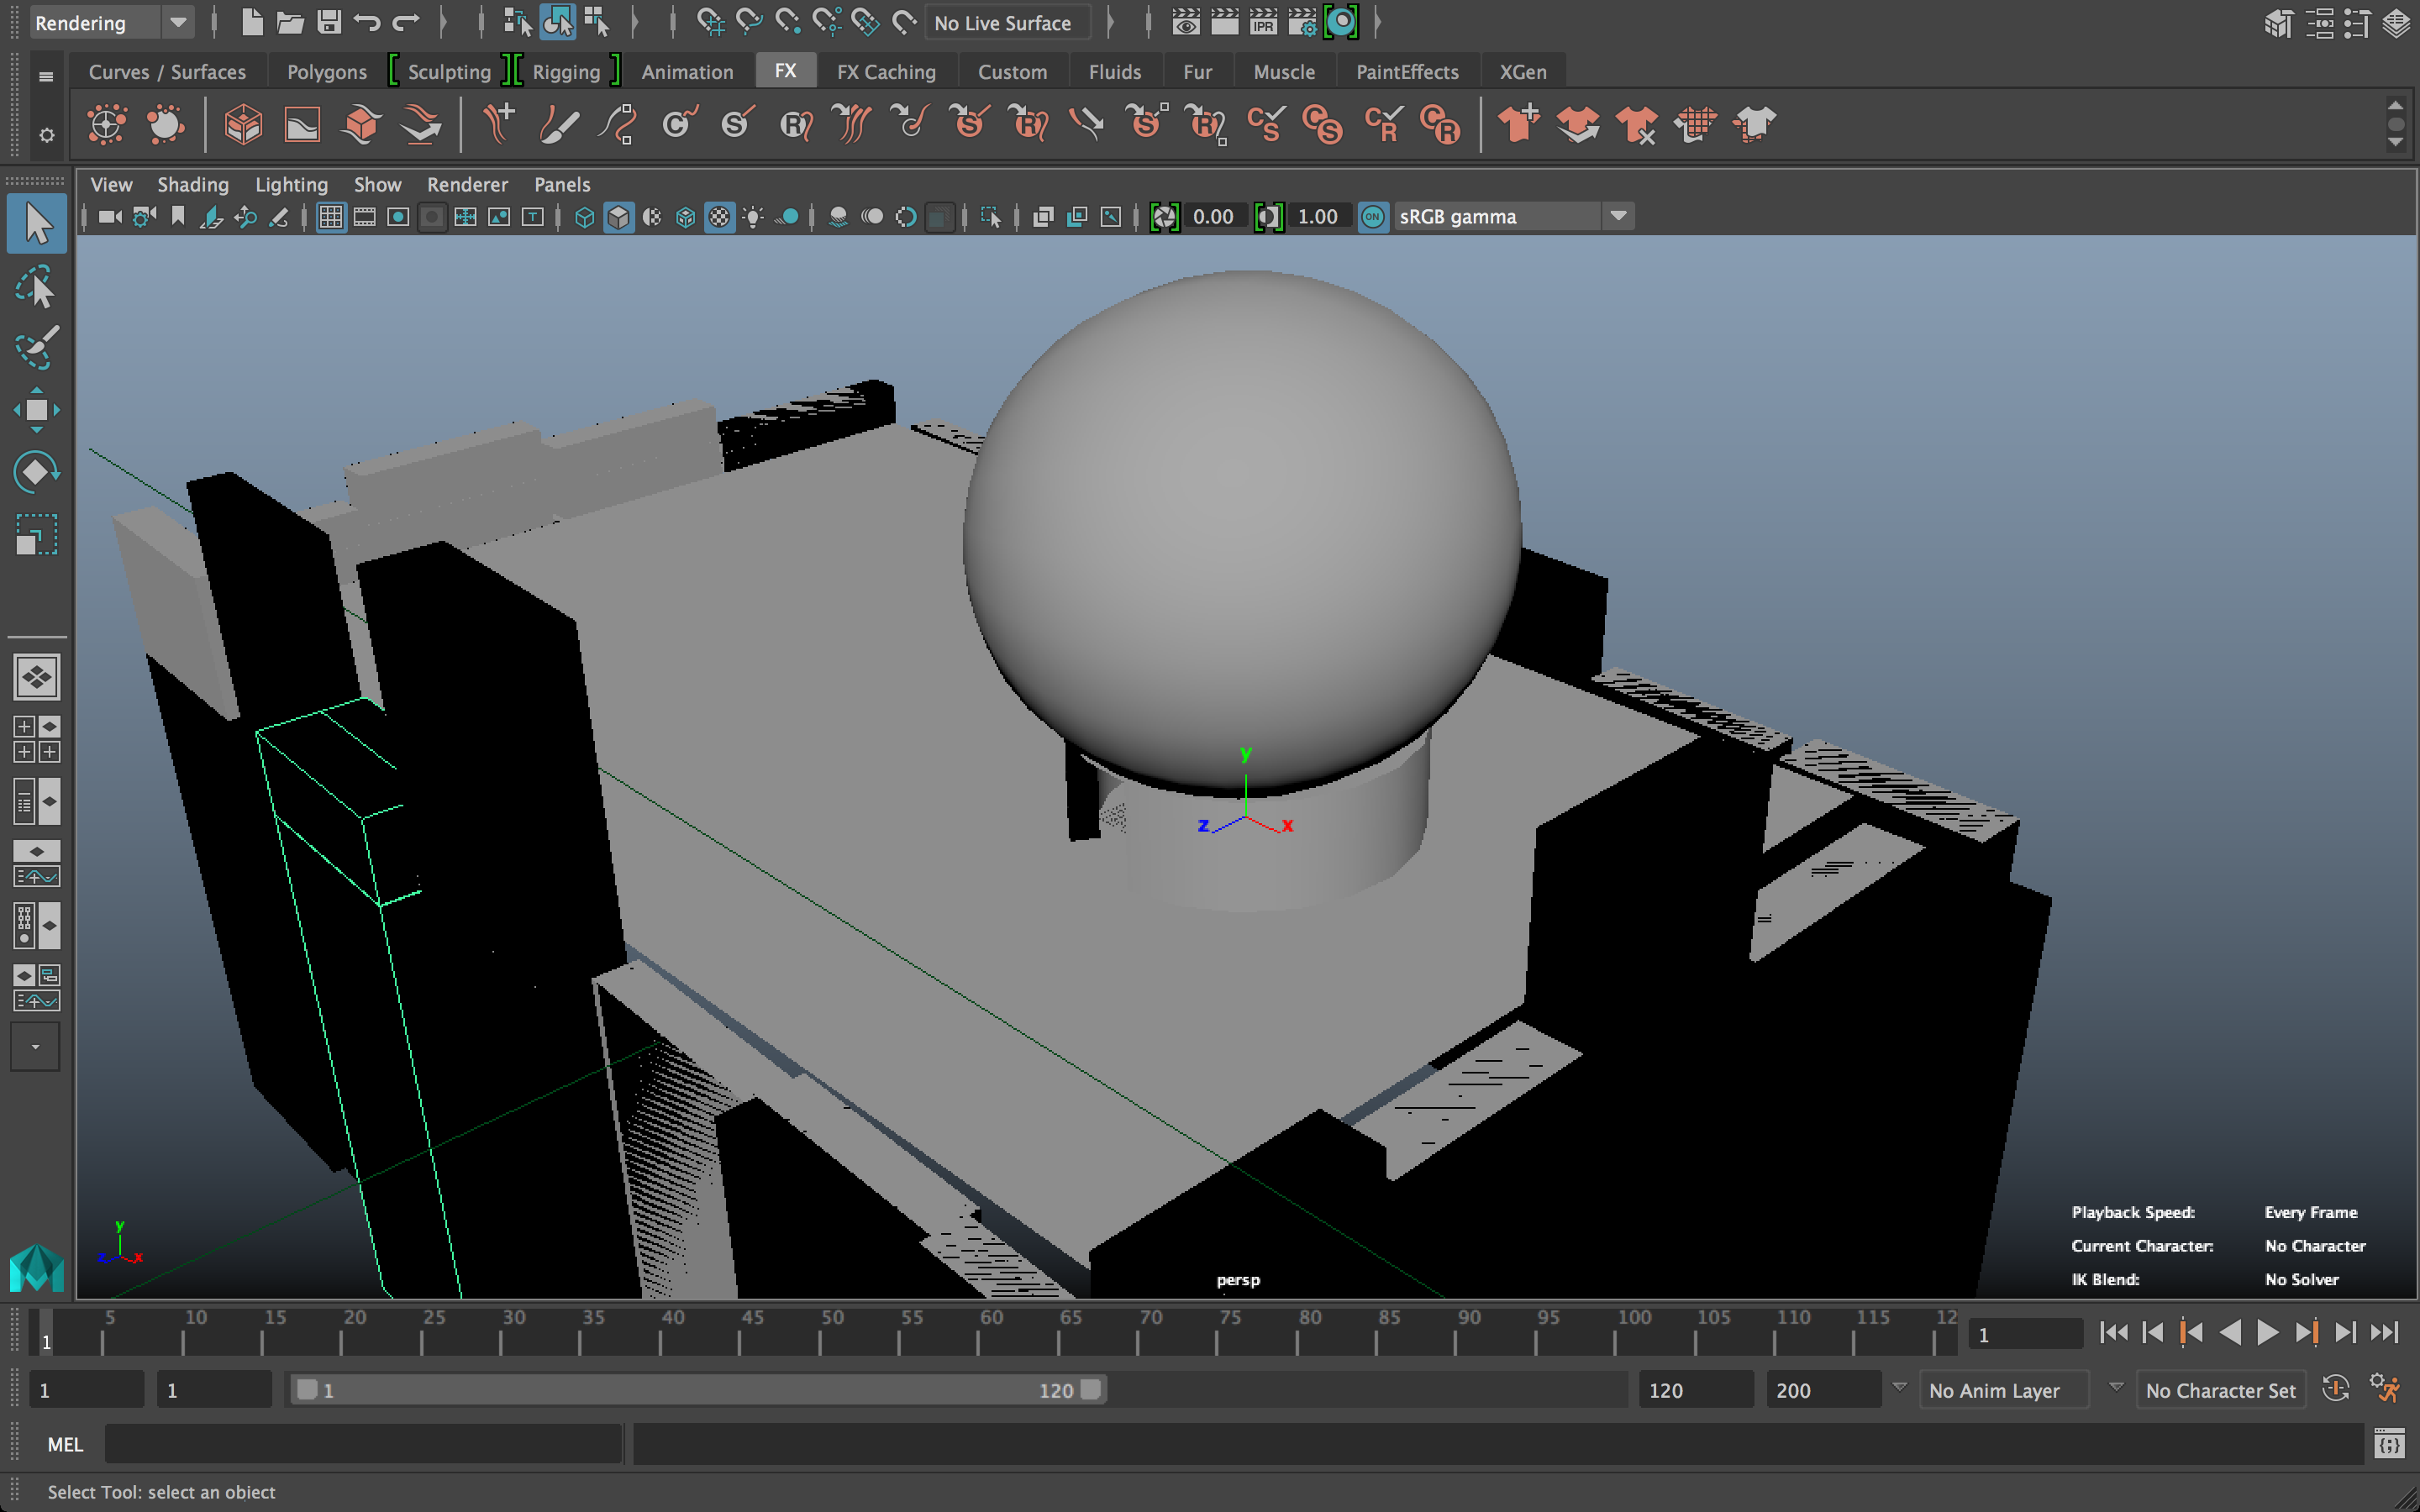 Rendering
No Live Surface
IPR
Curves / Surfaces Polygons Sculpting Rigging Animation FX FX Caching Custom Fluids Fur Muscle PaintEffects XGen
View Shading Lighting Show Renderer Panels
0.00 1.00 ON sRGB gamma
y
z x
y
z x
Playback Speed: Every Frame
Current Character: No Character
IK Blend: No Solver
persp
5 10 15 20 25 30 35 40 45 50 55 60 65 70 75 80 85 90 95 100 105 110 115 12
1
1
1 1 1 120 120 200 No Anim Layer No Character Set
MEL
Select Tool: select an object